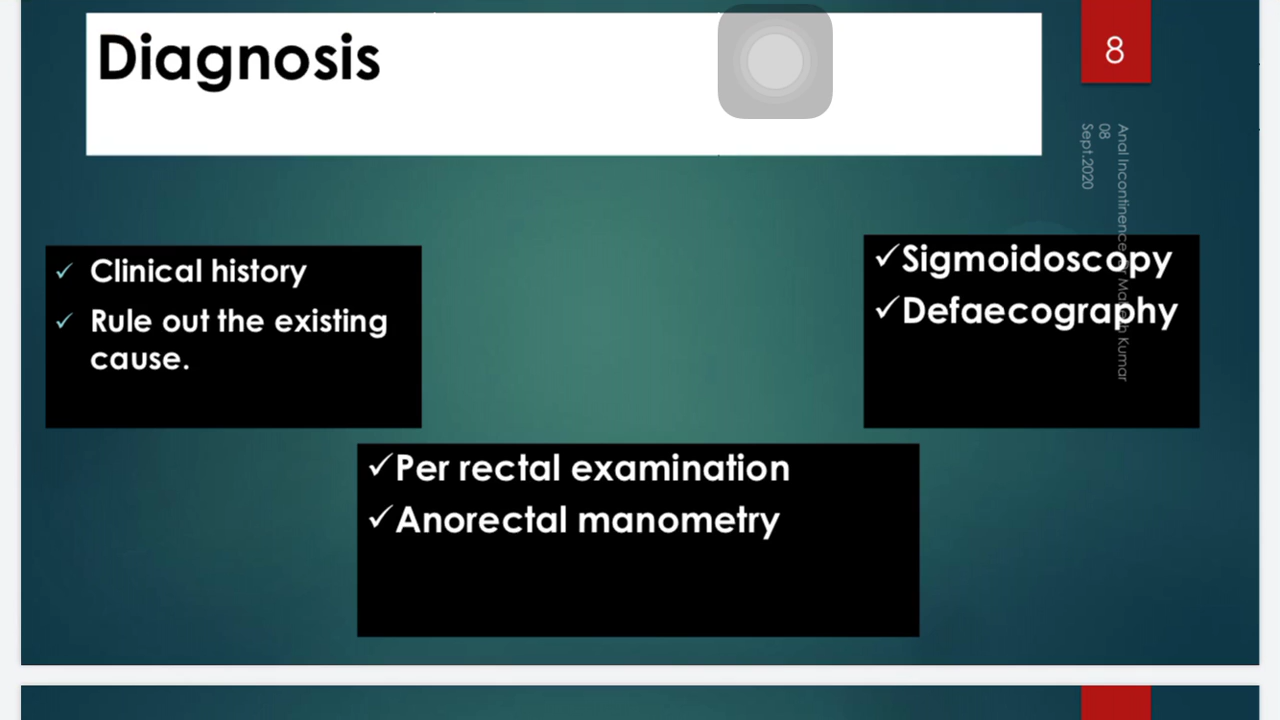 Diagnosis
8
Anal Incontinence
Kumar
08
Sept.2020
✓ Clinical history
✓ Rule out the existing
cause.
✓Sigmoidoscopy
✓Defaecography
✓Per rectal examination
✓Anorectal manometry